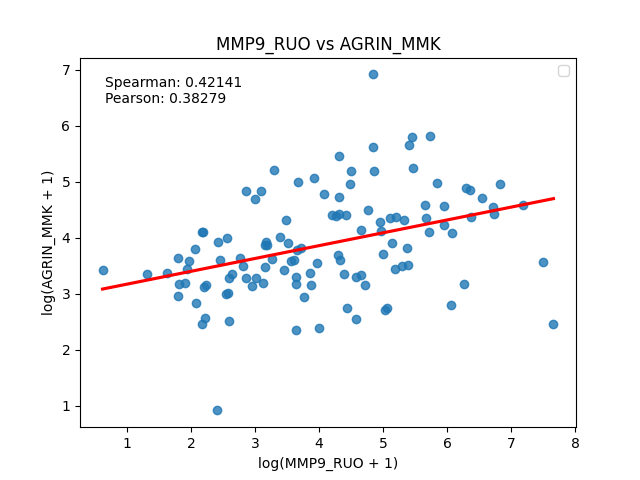 MMP9_RUO vs AGRIN_MMK
Spearman: 0.42141
Pearson: 0.38279
7
6
5
4
3
2
1
log(AGRIN_MMK + 1)
1 2 3 4 5 6 7 8
log(MMP9_RUO + 1)